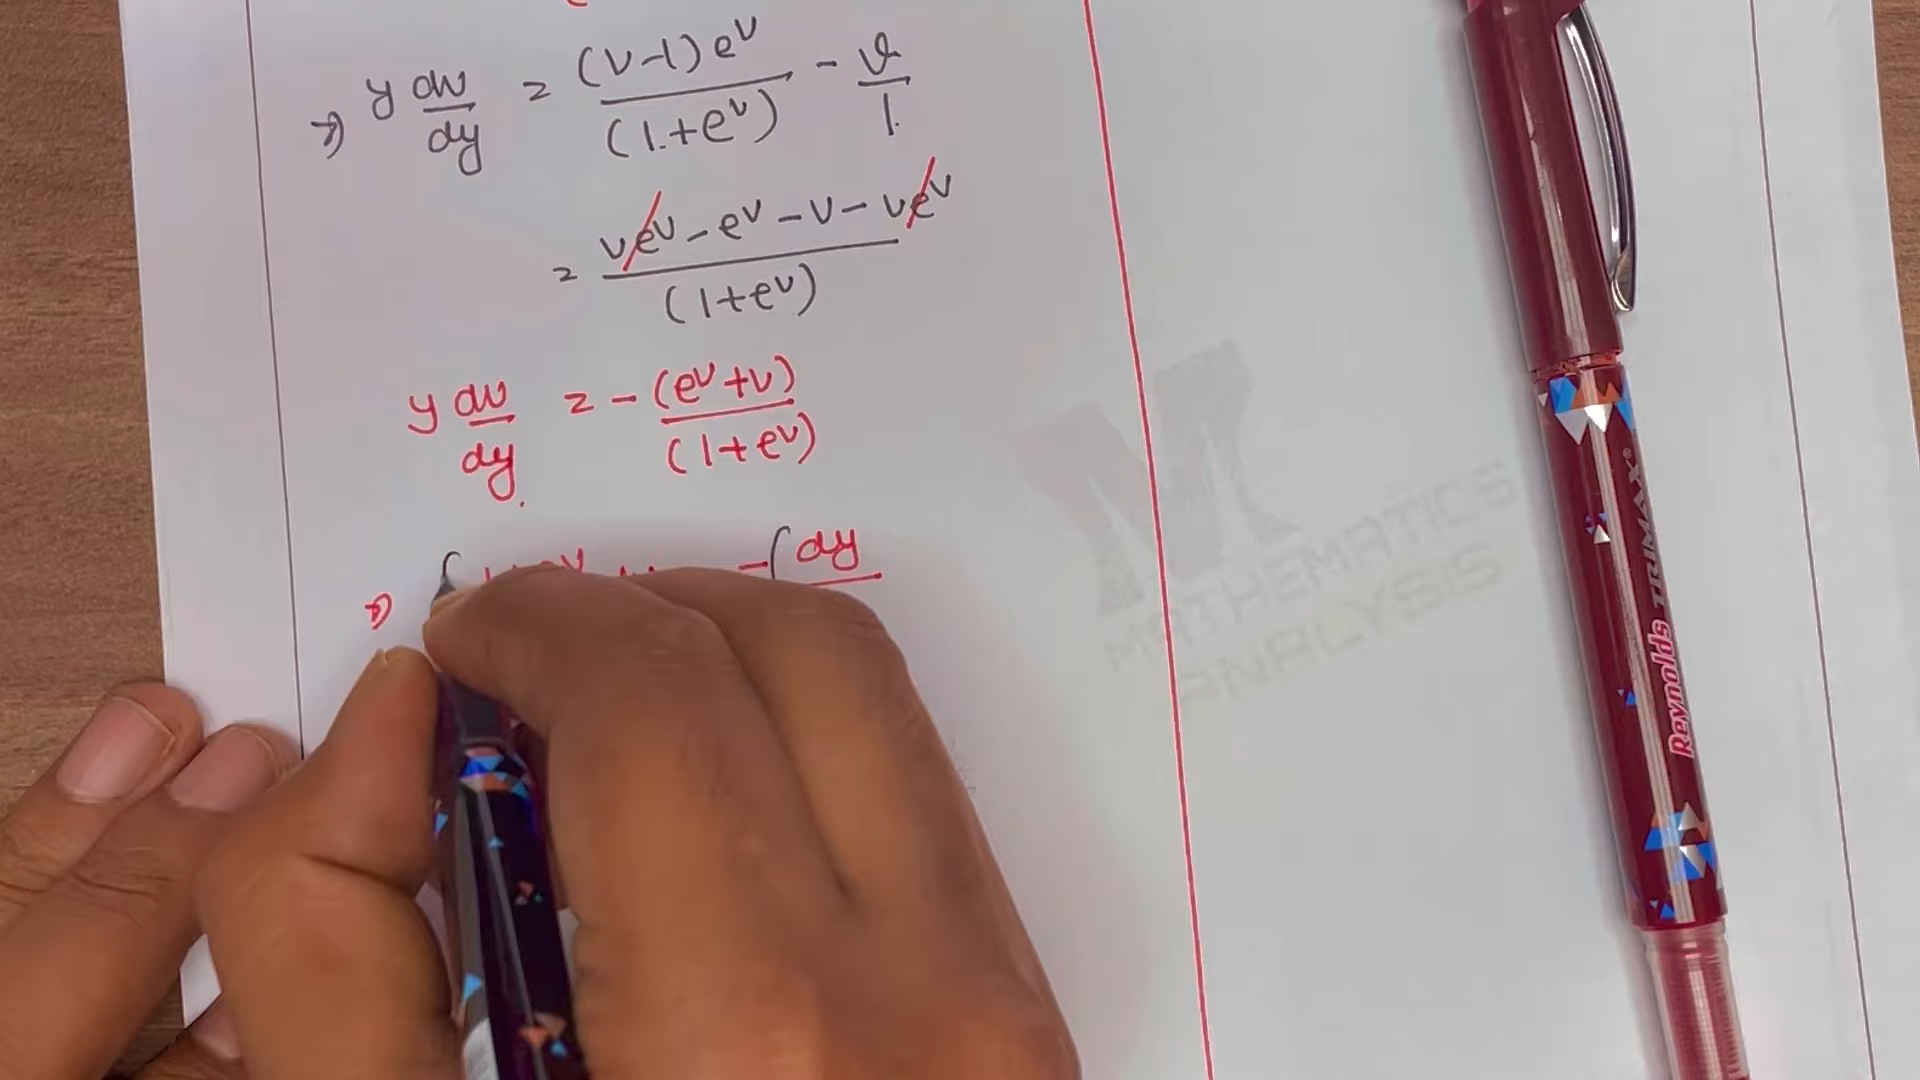 ⇒ y dv/dy = (v-1)e^v/(1+e^v) - v/1
= ve^v - e^v - v - ve^v/(1+e^v)
y dv/dy = -(e^v+v)/(1+e^v)
⇒ ∫ -∫ dy
MATHEMATICS
ANALYSIS
Reynolds TRIMAX®